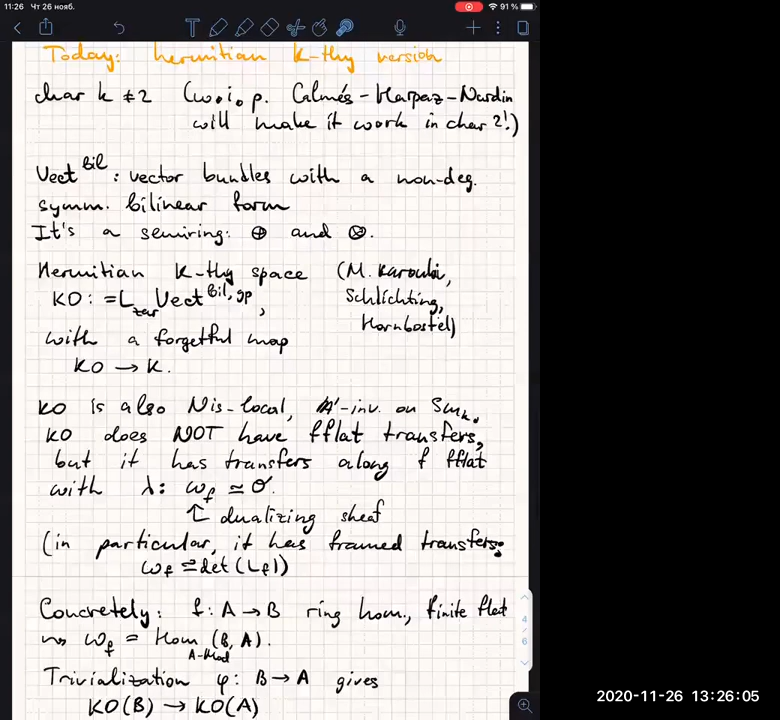 11:26 Чт 26 нояб.
91 %
Today: hermitian K-thy version
char k ≠ 2 (w.i.p. Calmés-Harpaz-Nardin
will make it work in char 2!)
Vect^Bil : vector bundles with a non-deg.
symm. bilinear form
It's a semiring: ⊕ and ⊗.
Hermitian K-thy space (M. Karoubi,
KO := L_zar Vect^Bil,gp, Schlichting,
Hornbostel)
with a forgetful map
KO → K.
KO is also Nis-local, A¹-inv. on Sm_k.
KO does NOT have fflat transfers,
but it has transfers along f fflat
with λ: ω_f ≃ O.
↑ dualizing sheaf
(in particular, it has framed transfers:
ω_f ≃ det(L_f))
Concretely: f: A → B ring hom., finite flat
⇝ ω_f = Hom_A-Mod (B, A).
Trivialization φ: B → A gives
KO(B) → KO(A)
4
/
6
2020-11-26 13:26:05